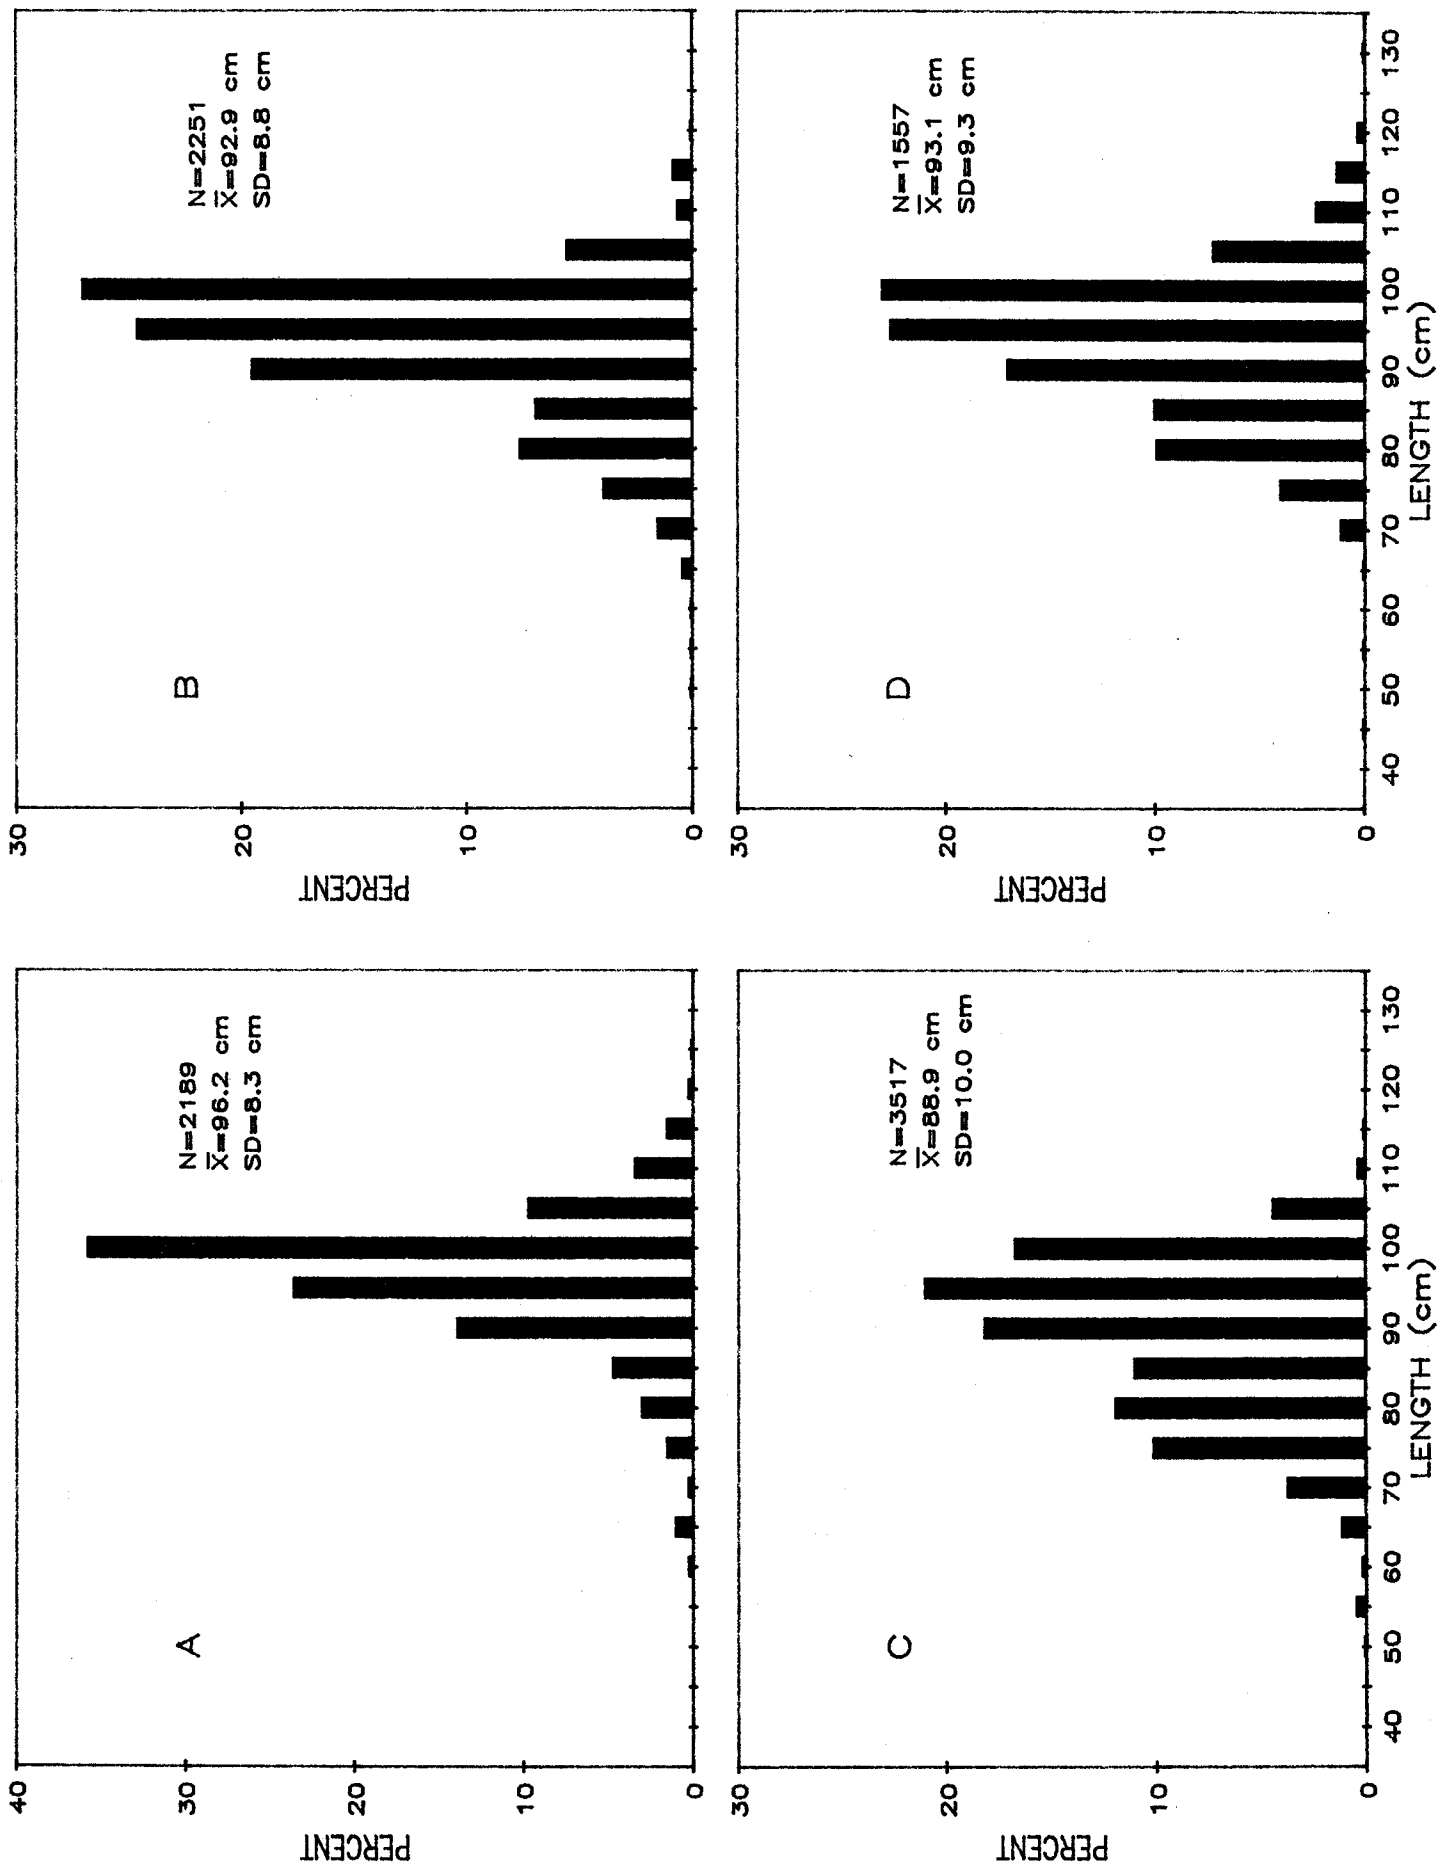 A
N=2189
X̅=96.2 cm
SD=8.3 cm
PERCENT
40
30
20
10
0
B
N=2251
X̅=92.9 cm
SD=8.8 cm
PERCENT
30
20
10
0
C
N=3517
X̅=88.9 cm
SD=10.0 cm
PERCENT
30
20
10
0
40 50 60 70 80 90 100 110 120 130
LENGTH (cm)
D
N=1557
X̅=93.1 cm
SD=9.3 cm
PERCENT
30
20
10
0
40 50 60 70 80 90 100 110 120 130
LENGTH (cm)